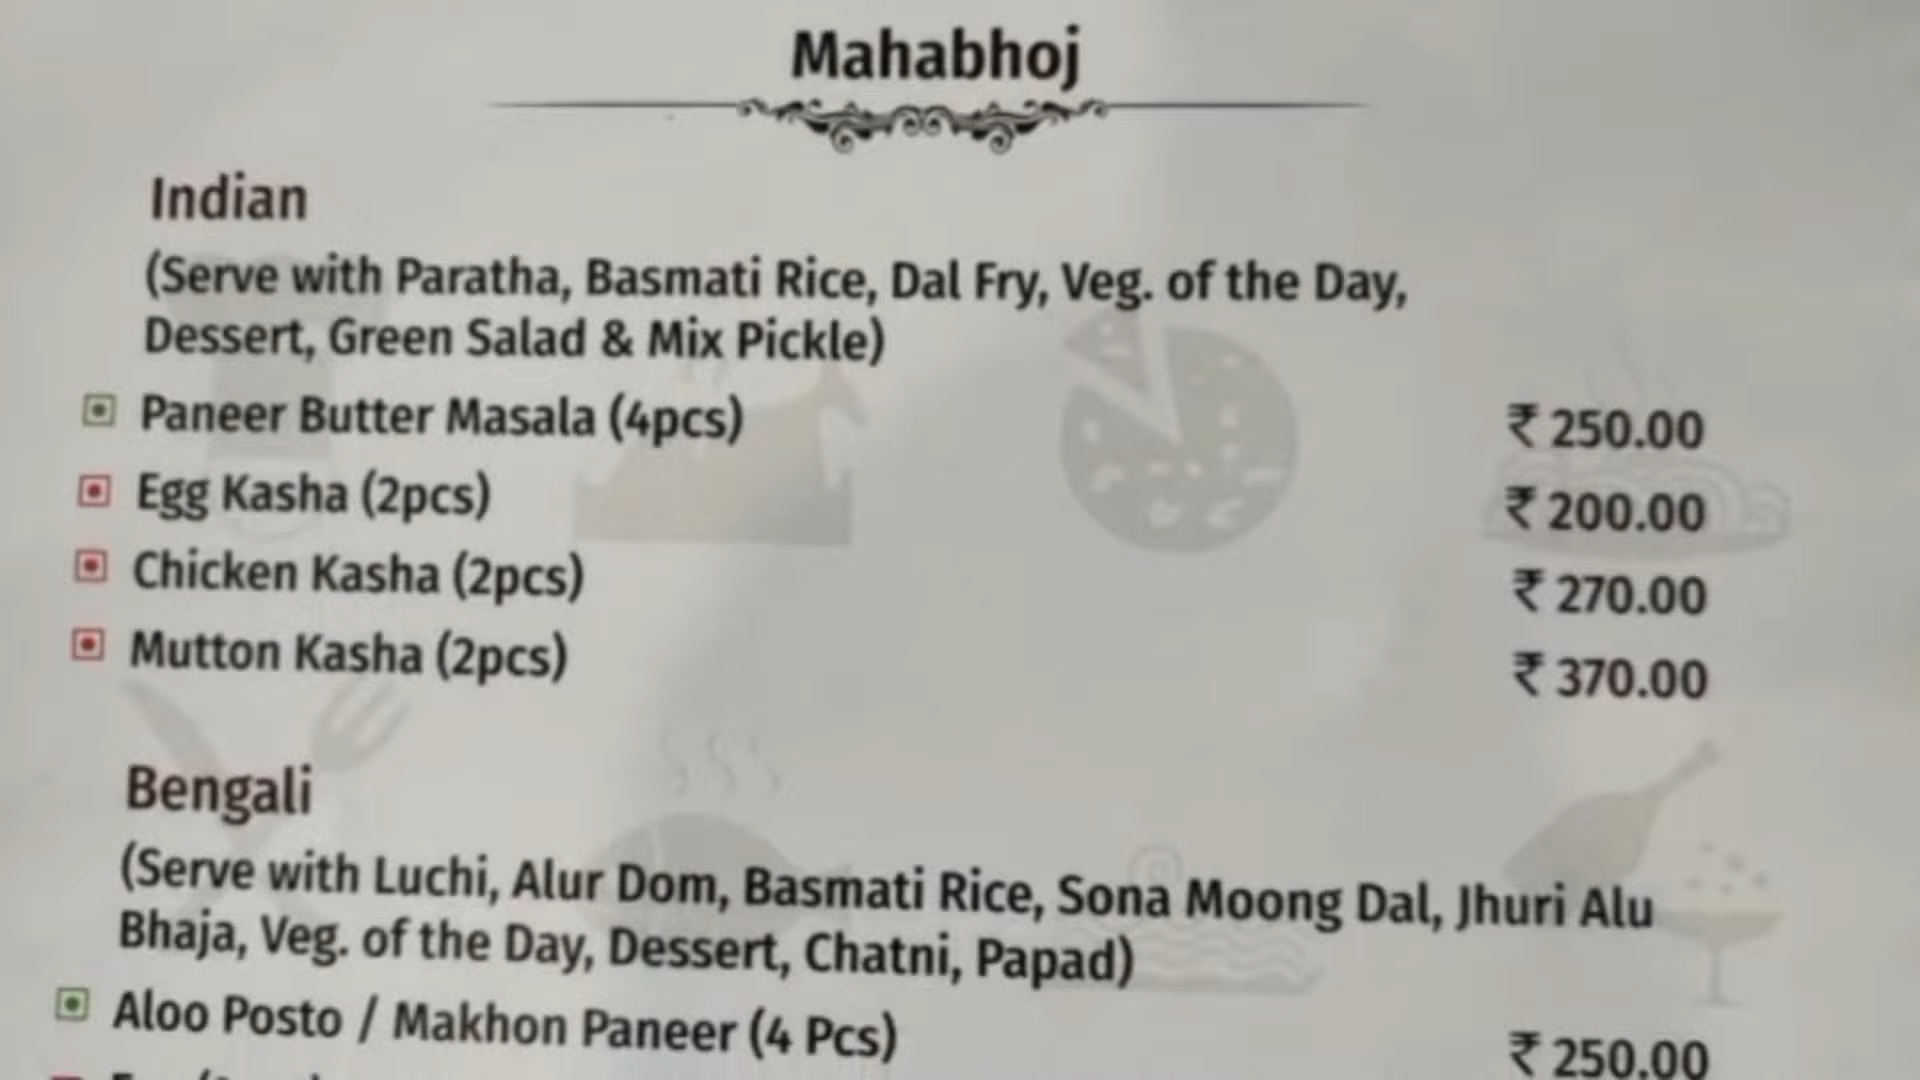 Mahabhoj
Indian
(Serve with Paratha, Basmati Rice, Dal Fry, Veg. of the Day,
Dessert, Green Salad & Mix Pickle)
Paneer Butter Masala (4pcs) ₹ 250.00
Egg Kasha (2pcs) ₹ 200.00
Chicken Kasha (2pcs) ₹ 270.00
Mutton Kasha (2pcs) ₹ 370.00
Bengali
(Serve with Luchi, Alur Dom, Basmati Rice, Sona Moong Dal, Jhuri Alu
Bhaja, Veg. of the Day, Dessert, Chatni, Papad)
Aloo Posto / Makhon Paneer (4 Pcs) ₹ 250.00